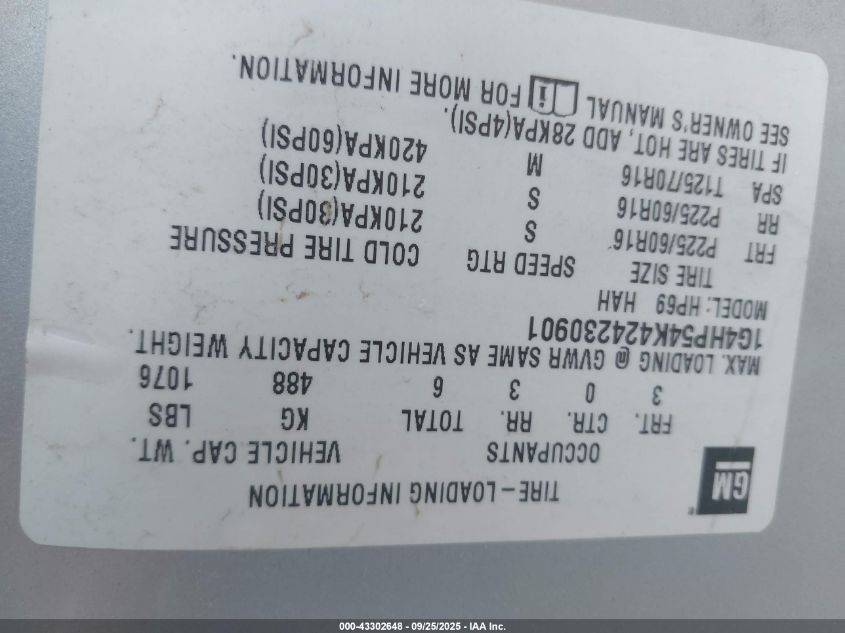 TIRE-LOADING INFORMATION
GM
OCCUPANTS VEHICLE CAP. WT.
FRT. CTR. RR. TOTAL KG LBS
3 0 3 6 488 1076
MAX. LOADING @ GVWR SAME AS VEHICLE CAPACITY WEIGHT.
1G4HP54K424230901
MODEL: HP69 HAH
TIRE SIZE SPEED RTG COLD TIRE PRESSURE
FRT P225/60R16 S 210KPA(30PSI)
RR P225/60R16 S 210KPA(30PSI)
SPA T125/70R16 M 420KPA(60PSI)
IF TIRES ARE HOT, ADD 28KPA(4PSI).
SEE OWNER'S MANUAL i FOR MORE INFORMATION.
000-43302648 - 09/25/2025 - IAA Inc.